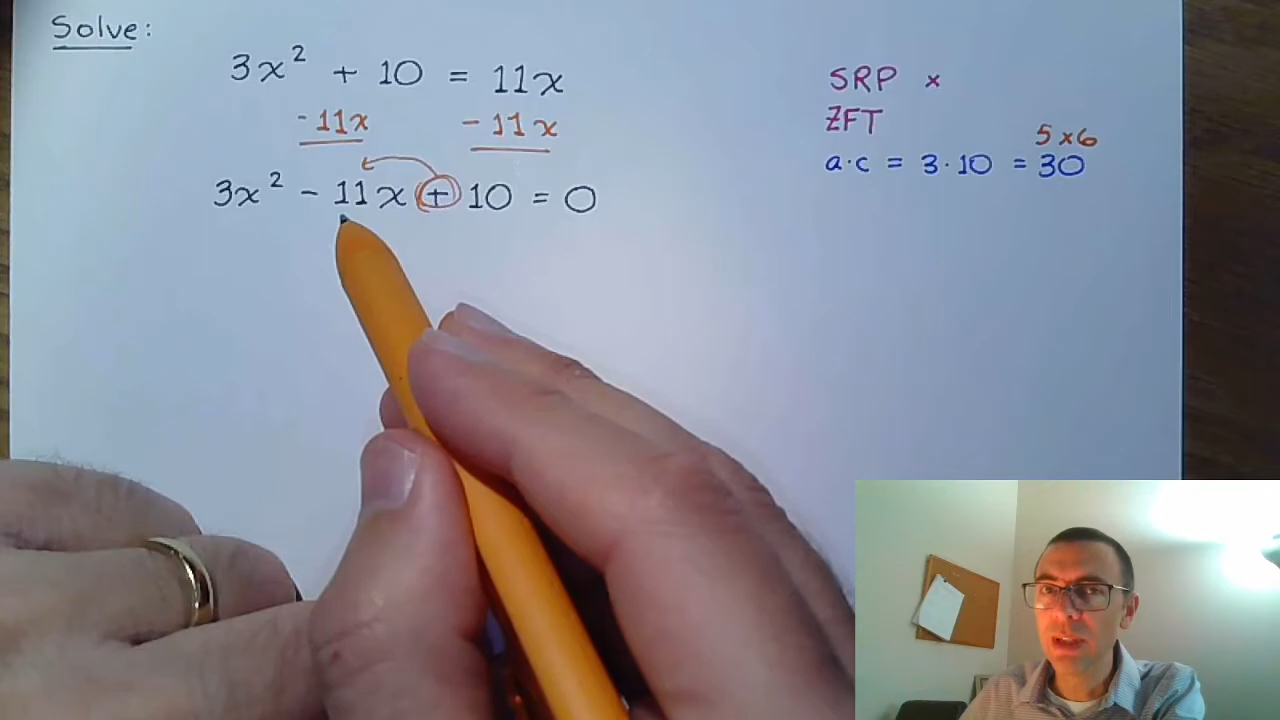 Solve:
3x² + 10 = 11x
- 11x - 11x
3x² - 11x + 10 = 0
SRP ×
ZFT
5 × 6
a·c = 3·10 = 30